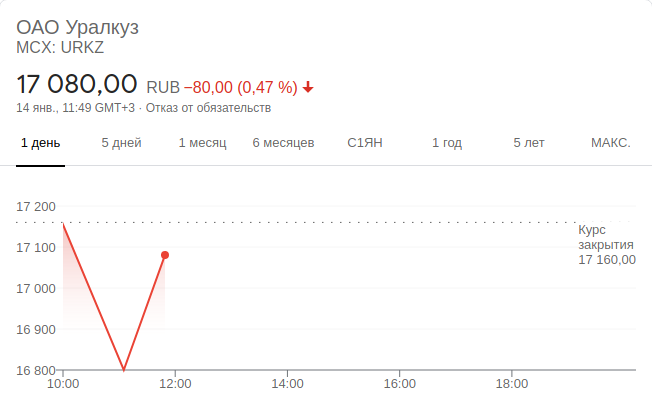 ОАО Уралкуз
MCX: URKZ
17 080,00 RUB −80,00 (0,47 %)
14 янв., 11:49 GMT+3 · Отказ от обязательств
1 день 5 дней 1 месяц 6 месяцев С1ЯН 1 год 5 лет МАКС.
17 200
17 100
17 000
16 900
16 800
Курс
закрытия
17 160,00
10:00 12:00 14:00 16:00 18:00